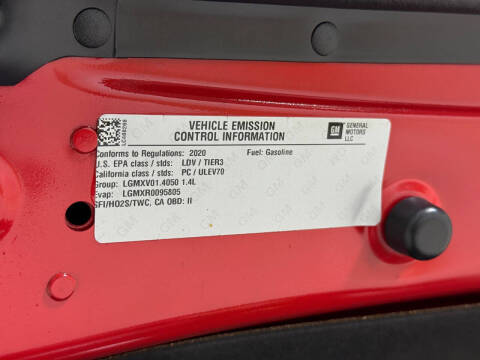 VEHICLE EMISSION
CONTROL INFORMATION
GM
GENERAL
MOTORS
LLC
Conforms to Regulations: 2020 Fuel: Gasoline
U.S. EPA class / stds: LDV / TIER3
California class / stds: PC / ULEV70
Group: LGMXV01.4050 1.4L
Evap: LGMXR0095805
SFI/HO2S/TWC, CA OBD: II